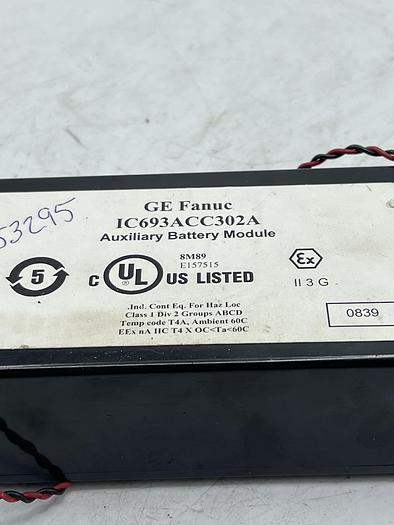 GE Fanuc
IC693ACC302A
Auxiliary Battery Module
53295
8M89
E157515
5
C UL US LISTED
Ex
II 3 G
.Ind. Cont Eq. For Haz Loc
Class 1 Div 2 Groups ABCD
Temp code T4A, Ambient 60C
EEx nA IIC T4 X OC<Ta<60C
0839